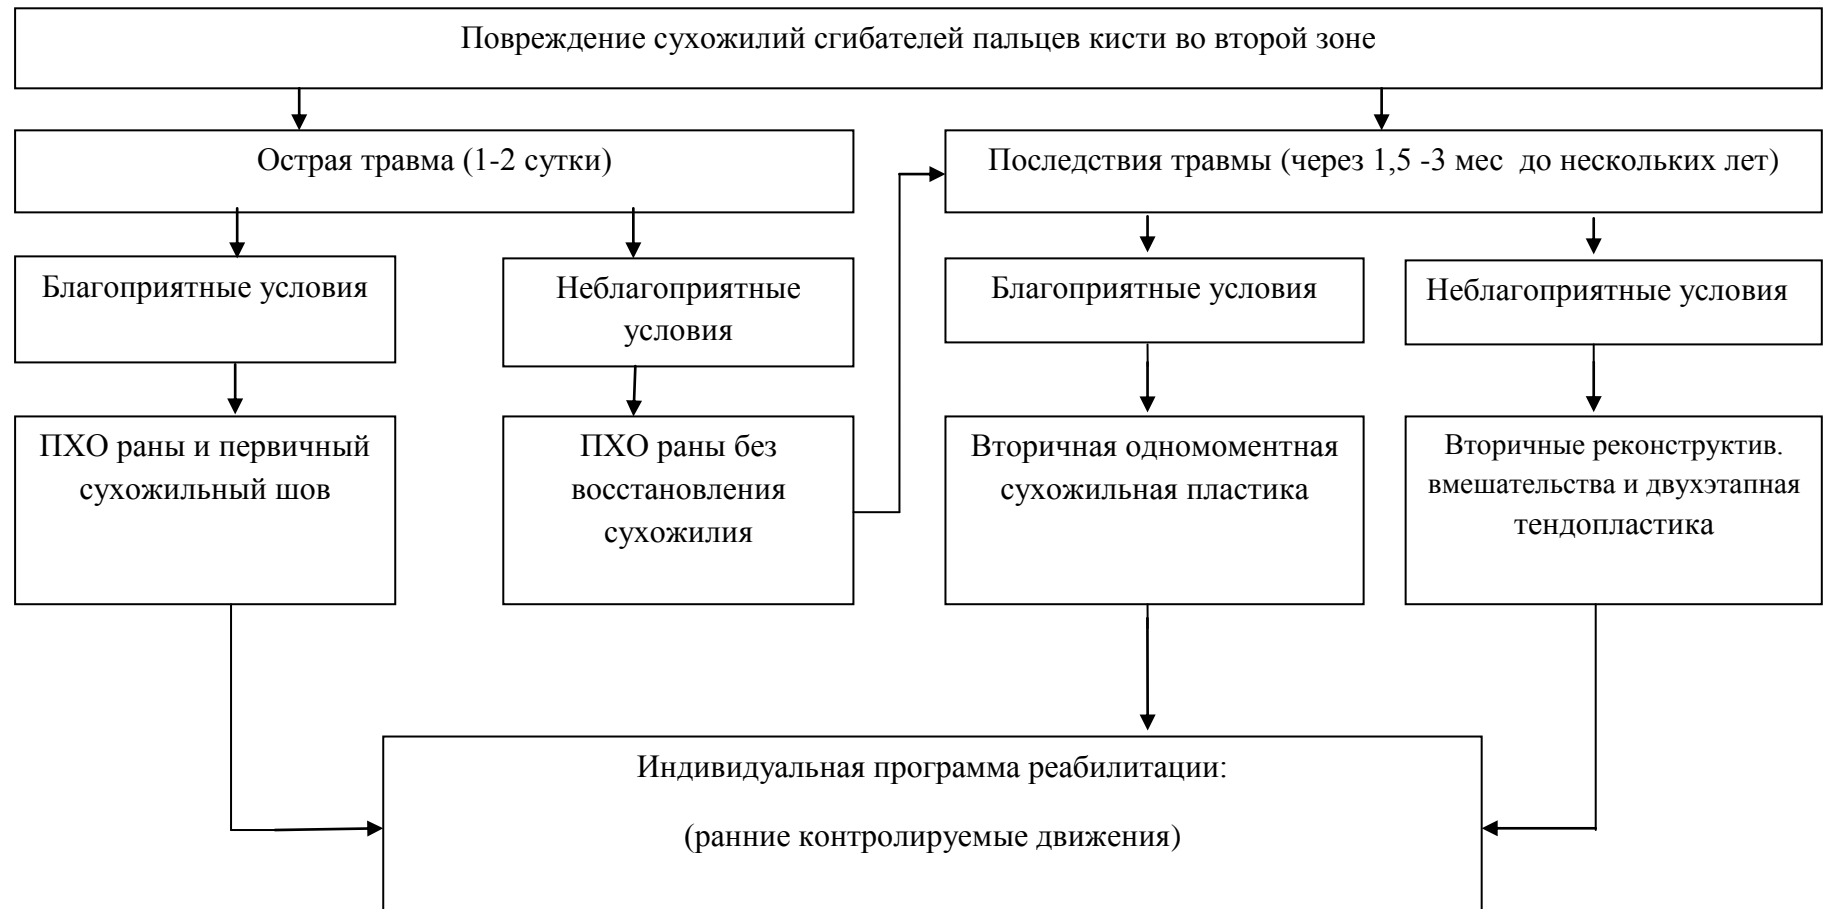 Повреждение сухожилий сгибателей пальцев кисти во второй зоне
Острая травма (1-2 сутки)
Последствия травмы (через 1,5 -3 мес до нескольких лет)
Благоприятные условия
Неблагоприятные
условия
Благоприятные условия
Неблагоприятные условия
ПХО раны и первичный
сухожильный шов
ПХО раны без
восстановления
сухожилия
Вторичная одномоментная
сухожильная пластика
Вторичные реконструктив.
вмешательства и двухэтапная
тендопластика
Индивидуальная программа реабилитации:
(ранние контролируемые движения)